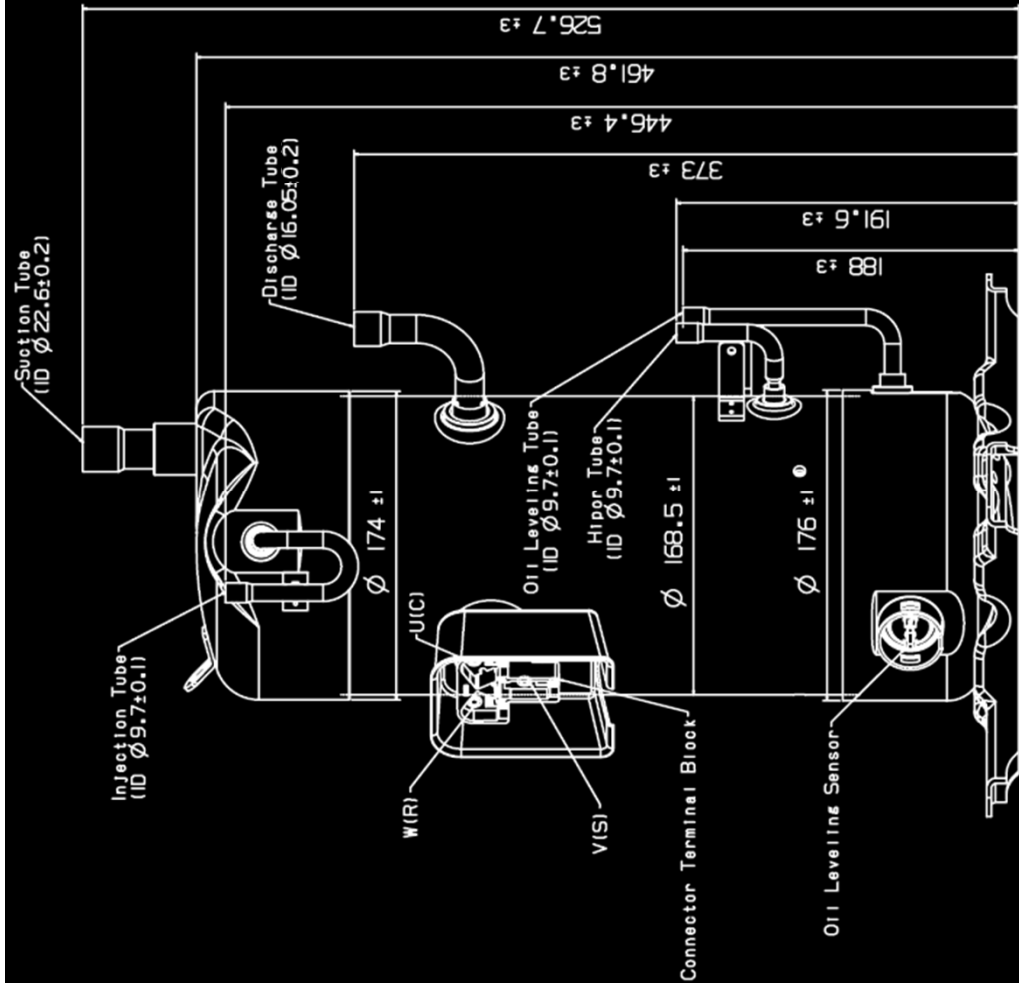 526.7 ±3
461.8 ±3
446.4 ±3
373 ±3
191.6 ±3
188 ±3
Suction Tube
(ID Ø22.6±0.2)
Discharge Tube
(ID Ø16.05±0.2)
Injection Tube
(ID Ø9.7±0.1)
Oil Leveling Tube
(ID Ø9.7±0.1)
Hipor Tube
(ID Ø9.7±0.1)
Ø 174 ±1
Ø 168.5 ±1
Ø 176 ±1
U(C)
W(R)
V(S)
Connector Terminal Block
Oil Leveling Sensor